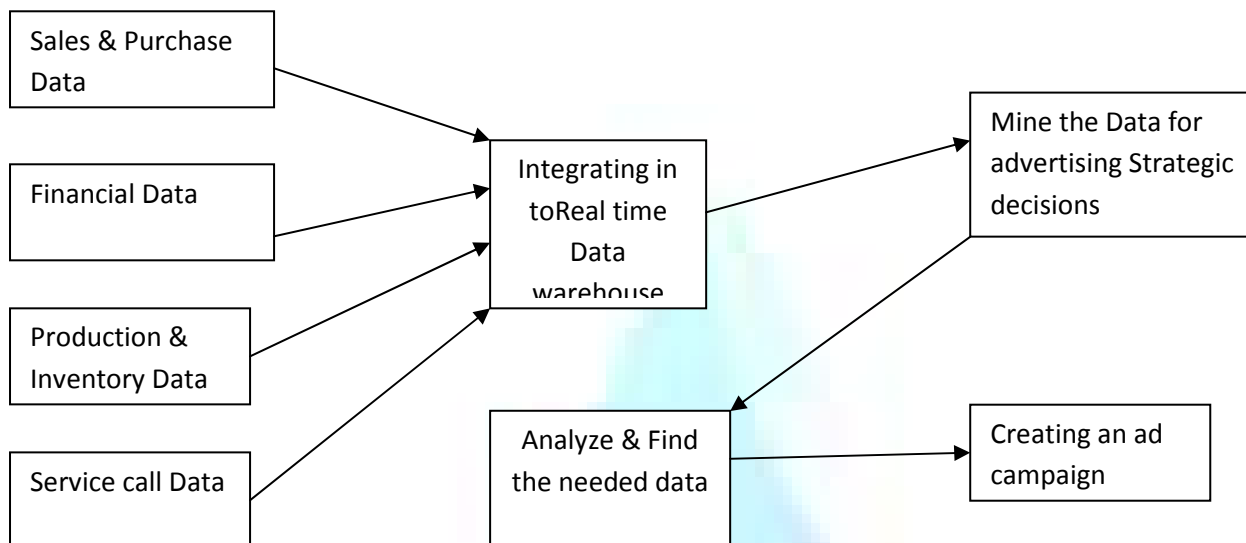 Sales & Purchase
Data
Financial Data
Production &
Inventory Data
Service call Data
Integrating in
toReal time
Data
warehouse
Mine the Data for
advertising Strategic
decisions
Analyze & Find
the needed data
Creating an ad
campaign